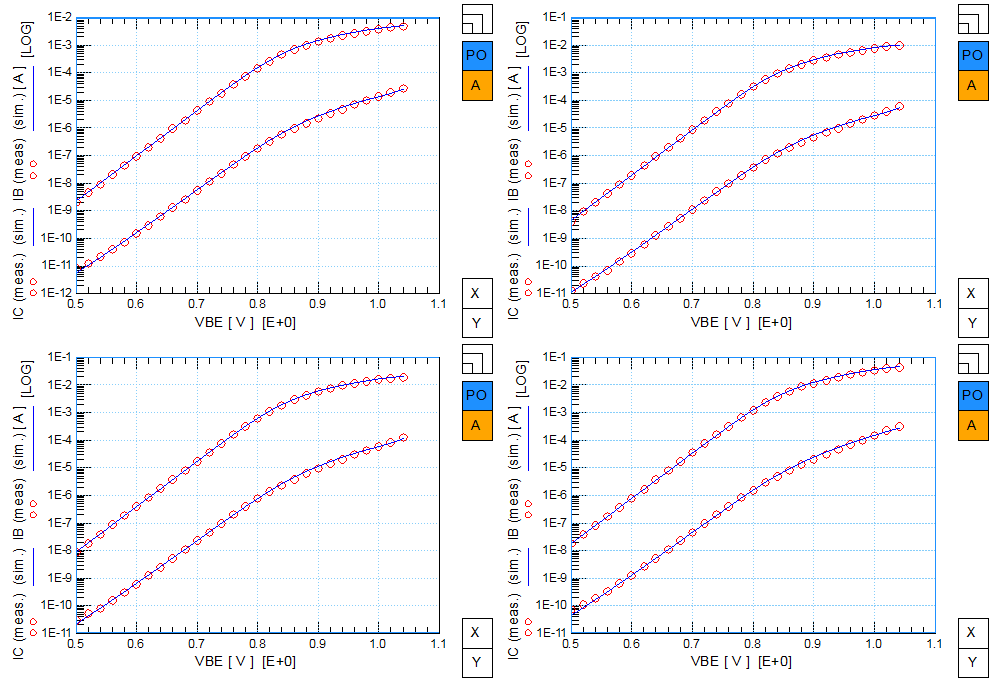 IC (meas.) (sim.) IB (meas) (sim.) [ A ] [LOG]
1E-2
1E-3
1E-4
1E-5
1E-6
1E-7
1E-8
1E-9
1E-10
1E-11
1E-12
0.5 0.6 0.7 0.8 0.9 1.0 1.1
VBE [ V ] [E+0]
PO
A
X
Y
IC (meas.) (sim.) IB (meas) (sim.) [ A ] [LOG]
1E-1
1E-2
1E-3
1E-4
1E-5
1E-6
1E-7
1E-8
1E-9
1E-10
1E-11
0.5 0.6 0.7 0.8 0.9 1.0 1.1
VBE [ V ] [E+0]
PO
A
X
Y
IC (meas.) (sim.) IB (meas) (sim.) [ A ] [LOG]
1E-1
1E-2
1E-3
1E-4
1E-5
1E-6
1E-7
1E-8
1E-9
1E-10
1E-11
0.5 0.6 0.7 0.8 0.9 1.0 1.1
VBE [ V ] [E+0]
PO
A
X
Y
IC (meas.) (sim.) IB (meas) (sim.) [ A ] [LOG]
1E-1
1E-2
1E-3
1E-4
1E-5
1E-6
1E-7
1E-8
1E-9
1E-10
1E-11
0.5 0.6 0.7 0.8 0.9 1.0 1.1
VBE [ V ] [E+0]
PO
A
X
Y